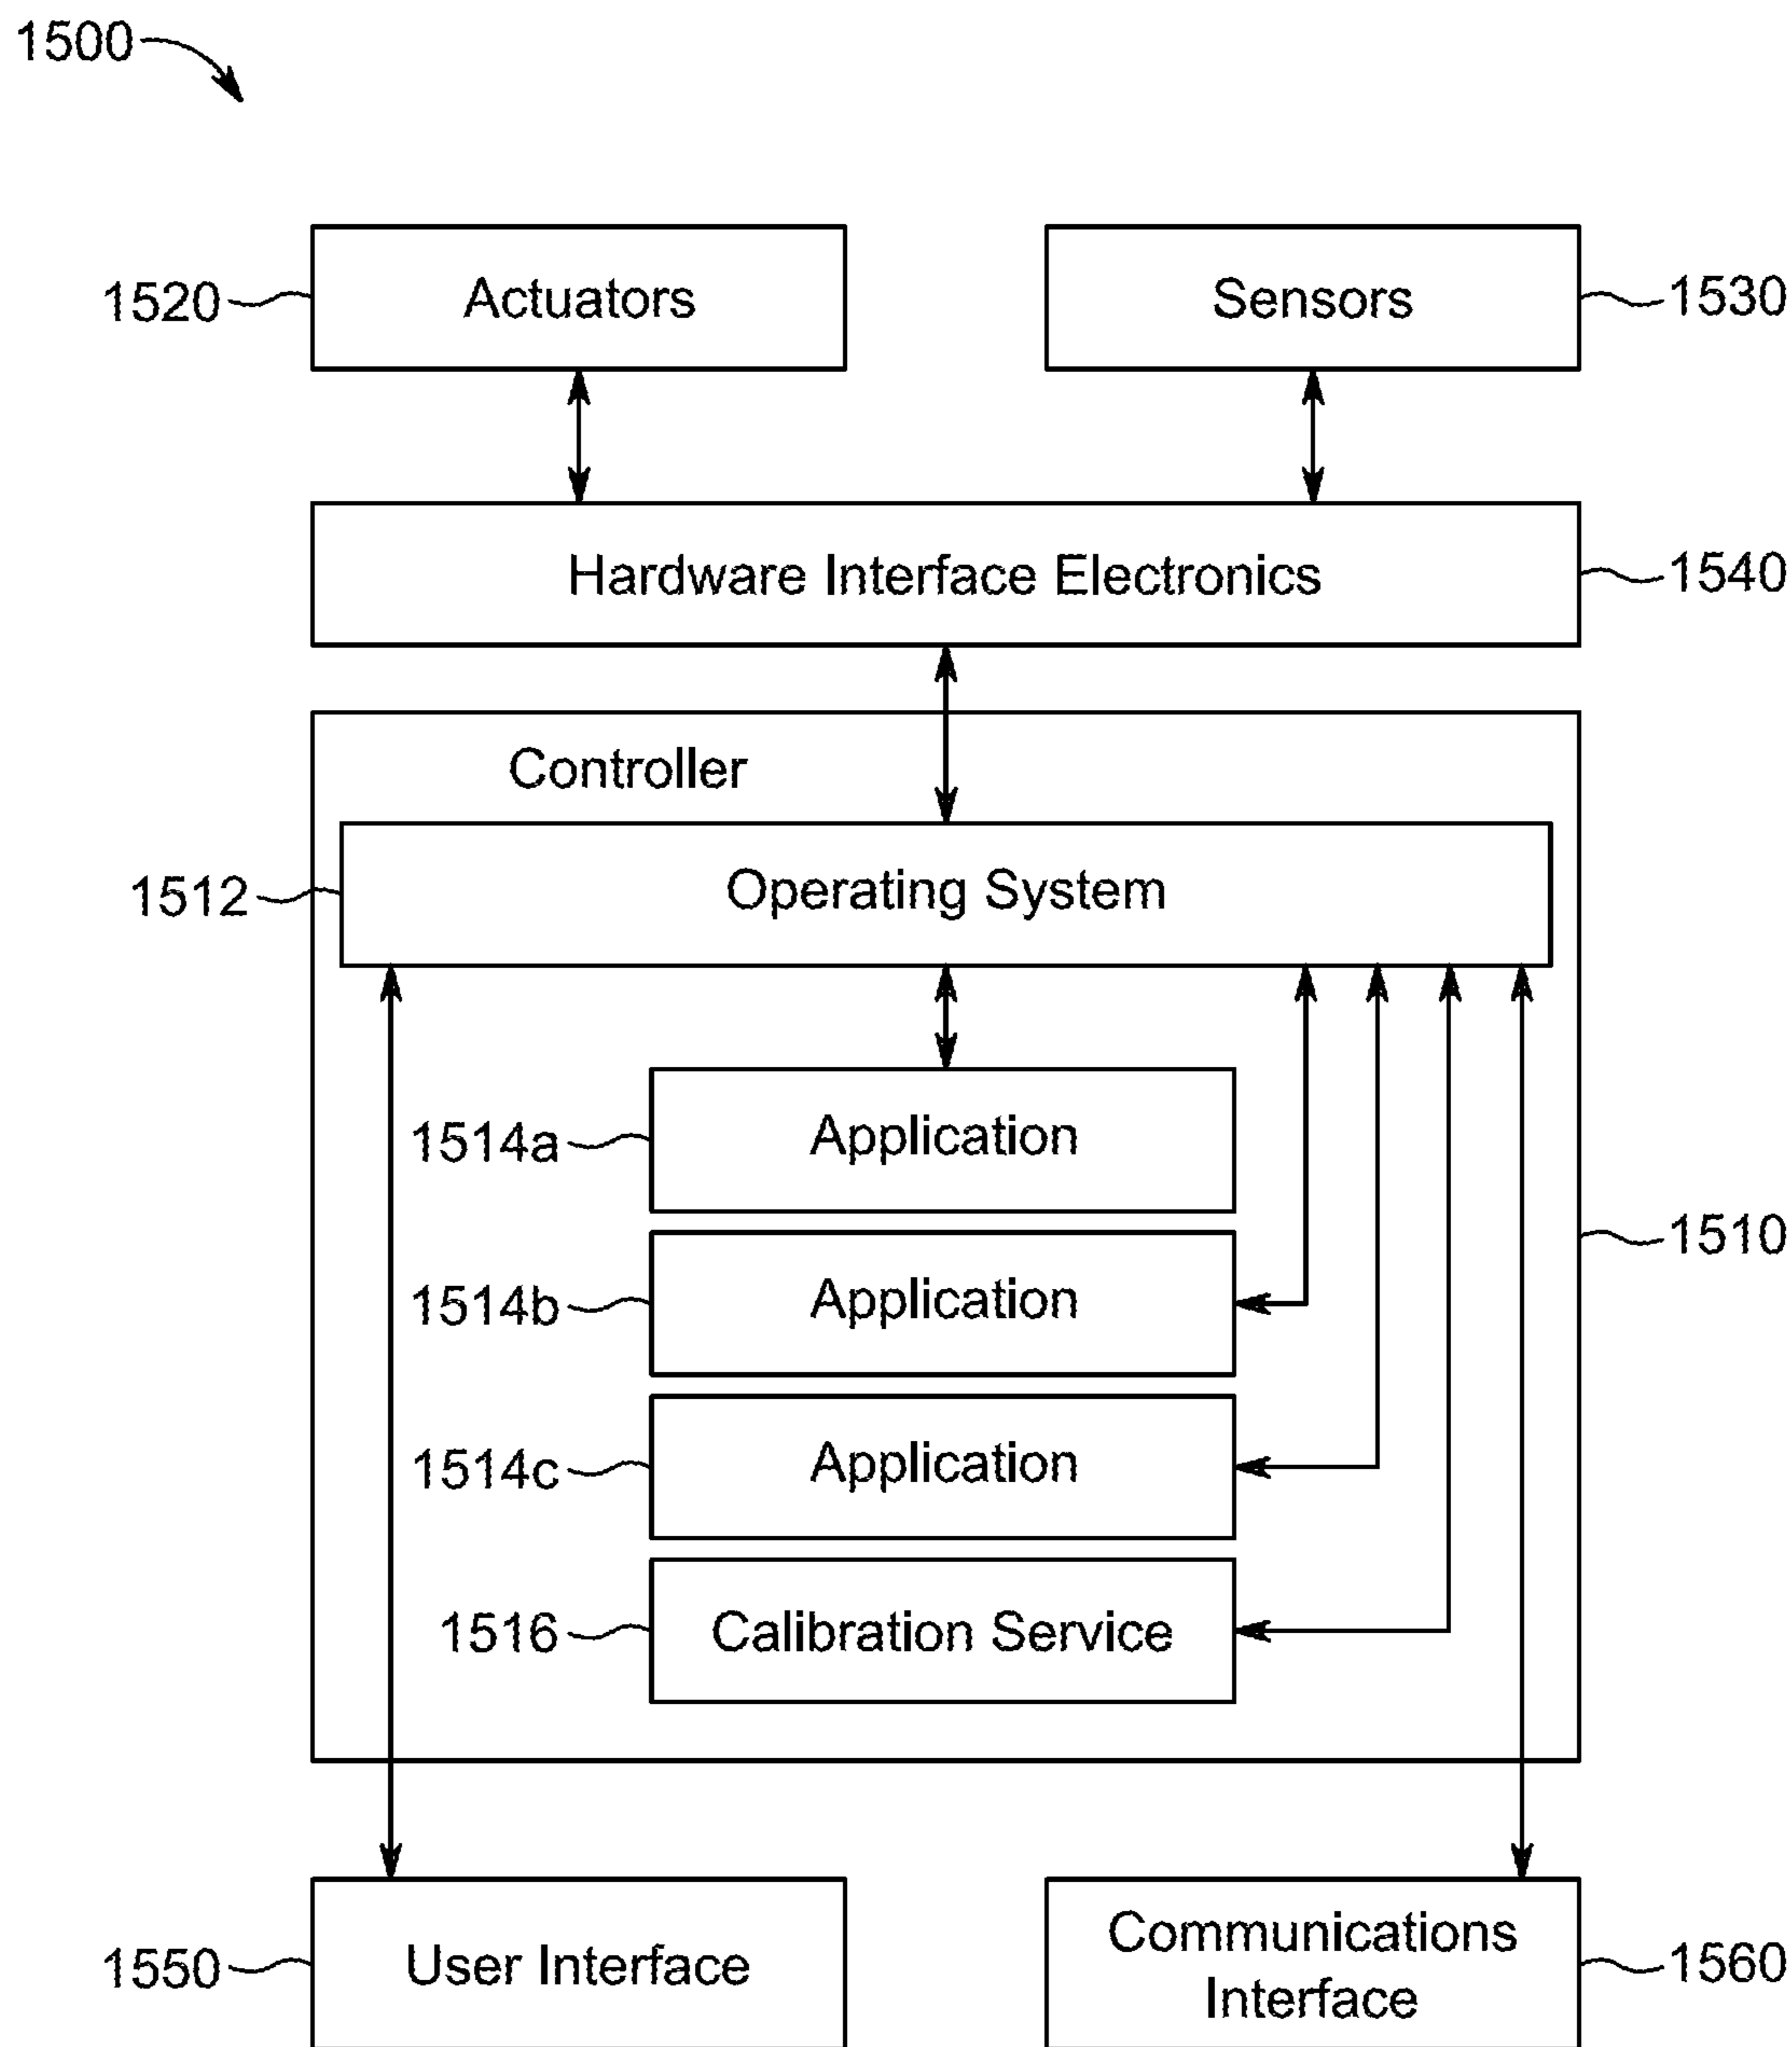 1500
1520
Actuators
Sensors
1530
Hardware Interface Electronics
1540
Controller
1512
Operating System
1514a
Application
1510
1514b
Application
1514c
Application
1516
Calibration Service
1550
User Interface
Communications
Interface
1560